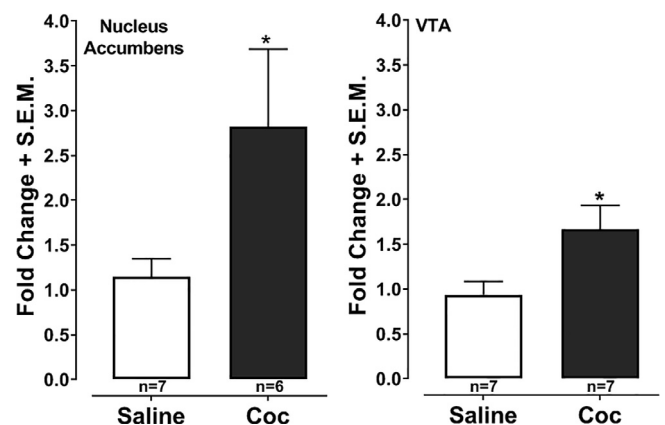 Nucleus
Accumbens
Fold Change + S.E.M.
4.0
3.5
3.0
2.5
2.0
1.5
1.0
0.5
0.0
*
n=7
n=6
Saline
Coc
VTA
Fold Change + S.E.M.
4.0
3.5
3.0
2.5
2.0
1.5
1.0
0.5
0.0
*
n=7
n=7
Saline
Coc